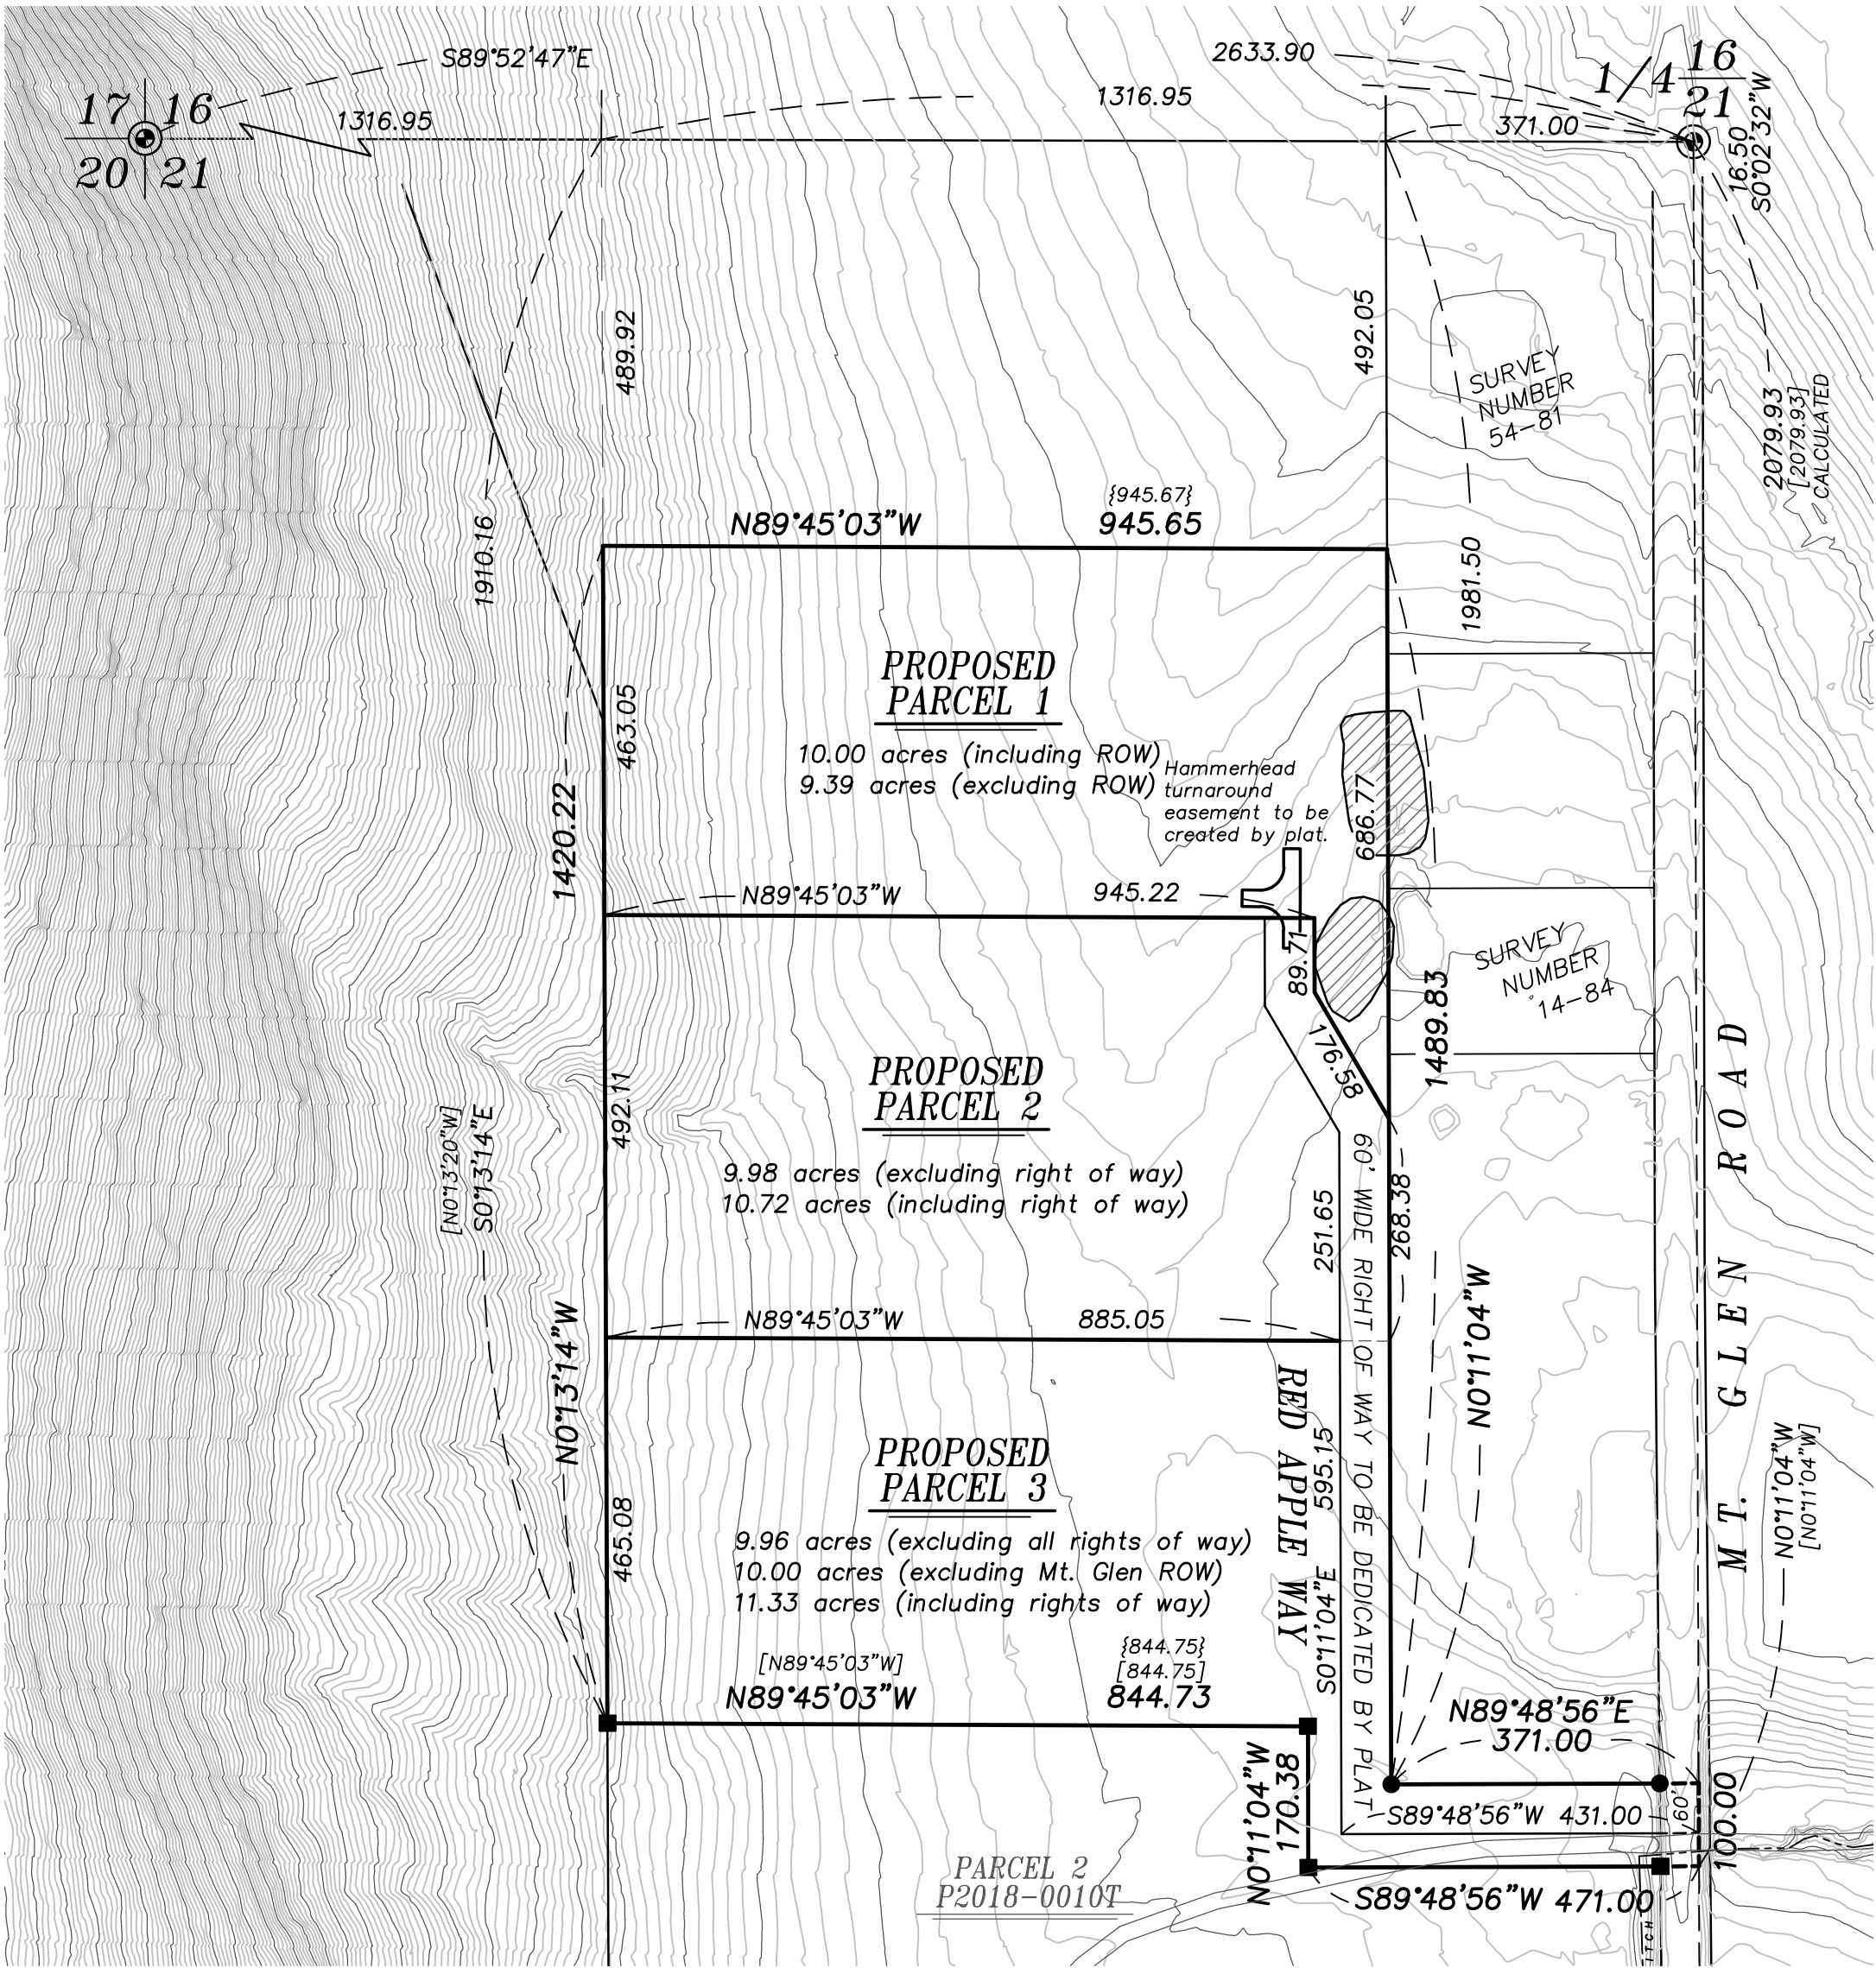 S89°52'47"E
2633.90
1/4
16
21
17 16
20 21
1316.95
1316.95
371.00
16.50
S0°02'32"W
489.92
492.05
SURVEY
NUMBER
54-81
2079.93
[2079.93]
CALCULATED
1910.16
N89°45'03"W
{945.67}
945.65
1981.50
PROPOSED
PARCEL 1
10.00 acres (including ROW)
9.39 acres (excluding ROW)
Hammerhead
turnaround
easement to be
created by plat.
463.05
1420.22
686.77
N89°45'03"W
945.22
89.71
176.58
1489.83
SURVEY
NUMBER
14-84
PROPOSED
PARCEL 2
9.98 acres (excluding right of way)
10.72 acres (including right of way)
492.11
[N0°13'20"W]
S0°13'14"E
251.65
268.38
60' WIDE RIGHT OF WAY TO BE DEDICATED BY PLAT
N89°45'03"W
885.05
N0°13'14"W
N0°11'04"W
MT. GLEN ROAD
RED APPLE WAY
S0°11'04"E 595.15
PROPOSED
PARCEL 3
9.96 acres (excluding all rights of way)
10.00 acres (excluding Mt. Glen ROW)
11.33 acres (including rights of way)
465.08
N0°11'04"W
[N0°11'04"W]
[N89°45'03"W]
N89°45'03"W
{844.75}
[844.75]
844.73
N89°48'56"E
371.00
N0°11'04"W
170.38
S89°48'56"W 431.00
60'
100.00
S89°48'56"W 471.00
PARCEL 2
P2018-0010T